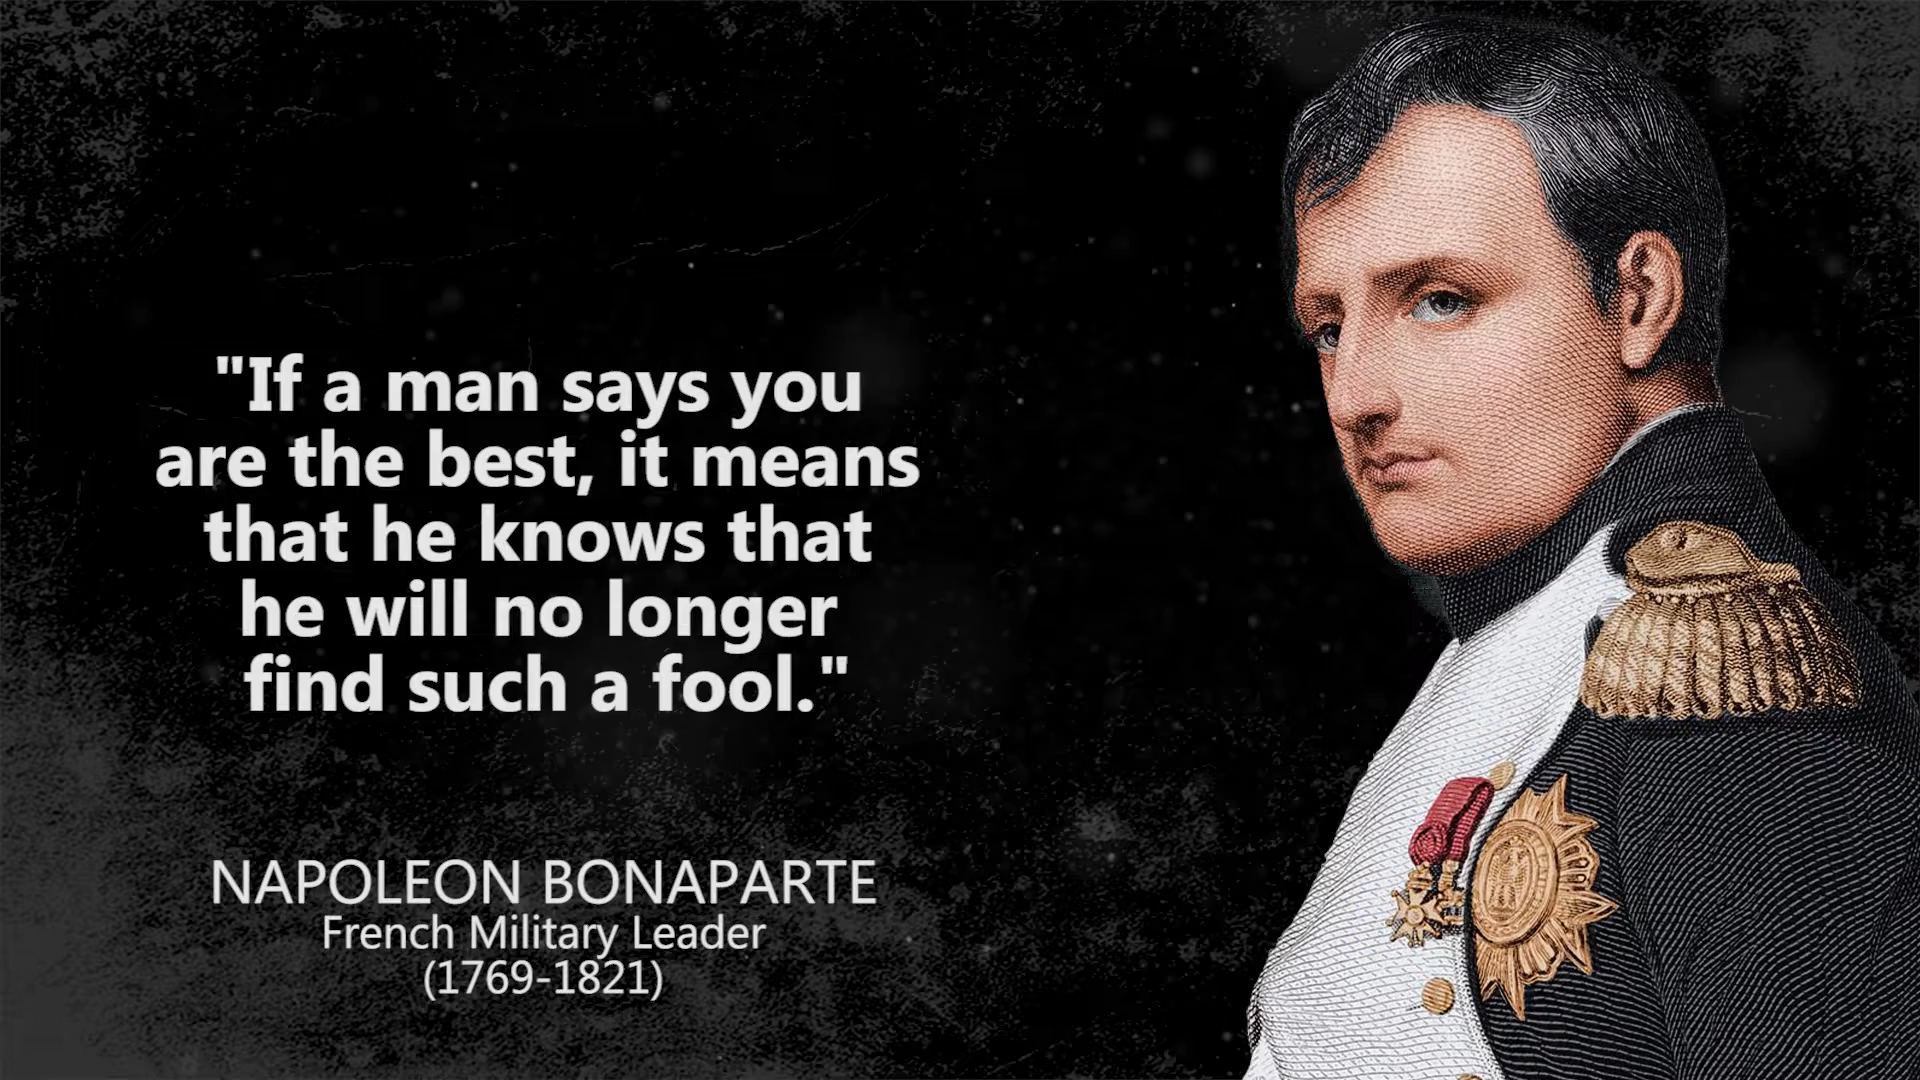 "If a man says you
are the best, it means
that he knows that
he will no longer
find such a fool."
NAPOLEON BONAPARTE
French Military Leader
(1769-1821)